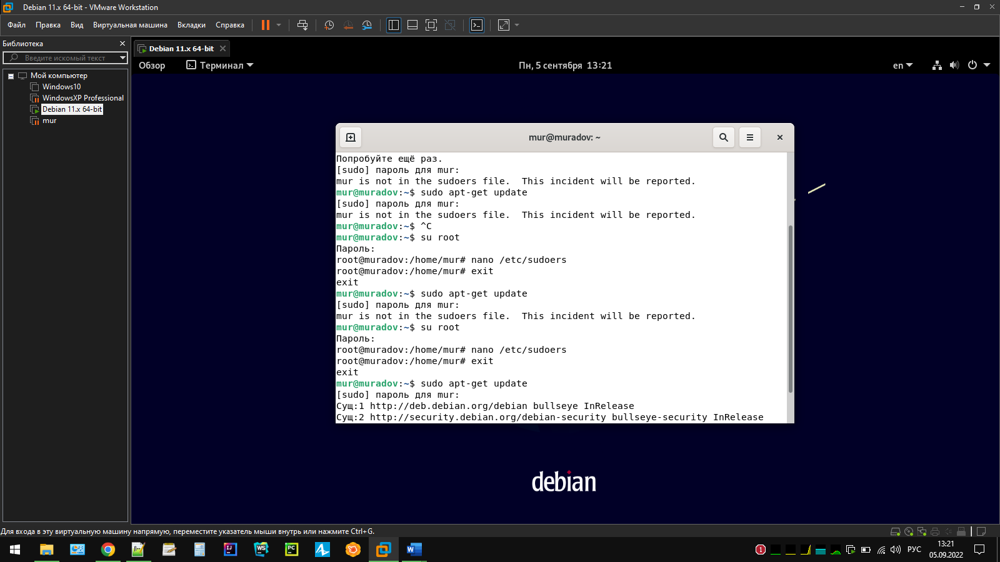 Debian 11.x 64-bit - VMware Workstation
Файл Правка Вид Виртуальная машина Вкладки Справка
Библиотека
Введите искомый текст
Мой компьютер
Windows10
WindowsXP Professional
Debian 11.x 64-bit
mur
Debian 11.x 64-bit
Обзор Терминал Пн, 5 сентября 13:21 en
mur@muradov: ~
Попробуйте ещё раз.
[sudo] пароль для mur:
mur is not in the sudoers file.  This incident will be reported.
mur@muradov:~$ sudo apt-get update
[sudo] пароль для mur:
mur is not in the sudoers file.  This incident will be reported.
mur@muradov:~$ ^C
mur@muradov:~$ su root
Пароль:
root@muradov:/home/mur# nano /etc/sudoers
root@muradov:/home/mur# exit
exit
mur@muradov:~$ sudo apt-get update
[sudo] пароль для mur:
mur is not in the sudoers file.  This incident will be reported.
mur@muradov:~$ su root
Пароль:
root@muradov:/home/mur# nano /etc/sudoers
root@muradov:/home/mur# exit
exit
mur@muradov:~$ sudo apt-get update
[sudo] пароль для mur:
Сущ:1 http://deb.debian.org/debian bullseye InRelease
Сущ:2 http://security.debian.org/debian-security bullseye-security InRelease
debian
Для входа в эту виртуальную машину напрямую, переместите указатель мыши внутрь или нажмите Ctrl+G.
РУС
13:21
05.09.2022